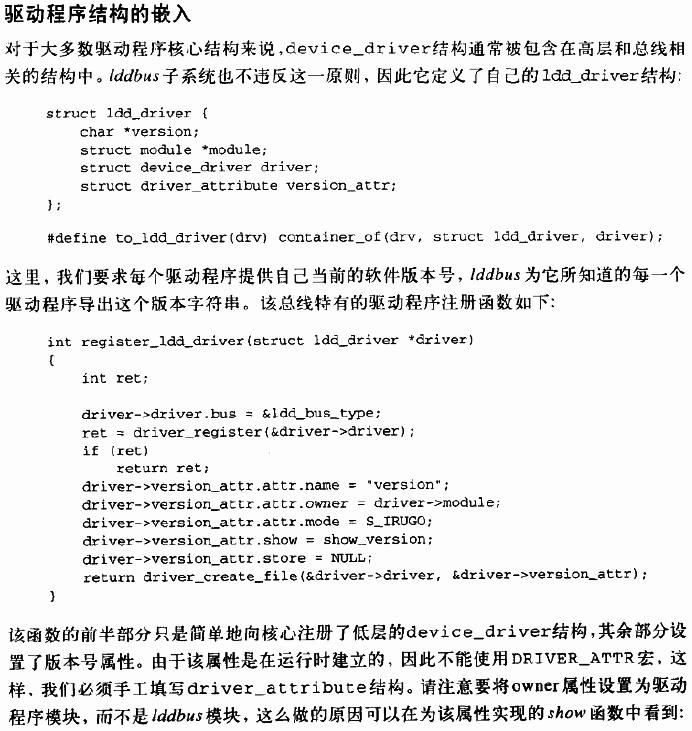 驱动程序结构的嵌入
对于大多数驱动程序核心结构来说,device_driver结构通常被包含在高层和总线相
关的结构中。lddbus子系统也不违反这一原则，因此它定义了自己的ldd_driver结构:
struct ldd_driver {
char *version;
struct module *module;
struct device_driver driver;
struct driver_attribute version_attr;
};
#define to_ldd_driver(drv) container_of(drv, struct ldd_driver, driver);
这里，我们要求每个驱动程序提供自己当前的软件版本号，lddbus为它所知道的每一个
驱动程序导出这个版本字符串。该总线特有的驱动程序注册函数如下:
int register_ldd_driver(struct ldd_driver *driver)
{
int ret;
driver->driver.bus = &ldd_bus_type;
ret = driver_register(&driver->driver);
if (ret)
return ret;
driver->version_attr.attr.name = "version";
driver->version_attr.attr.owner = driver->module;
driver->version_attr.attr.mode = S_IRUGO;
driver->version_attr.show = show_version;
driver->version_attr.store = NULL;
return driver_create_file(&driver->driver, &driver->version_attr);
}
该函数的前半部分只是简单地向核心注册了低层的device_driver结构,其余部分设
置了版本号属性。由于该属性是在运行时建立的，因此不能使用DRIVER_ATTR宏，这
样，我们必须手工填写driver_attribute结构。请注意要将owner属性设置为驱动
程序模块，而不是lddbus模块，这么做的原因可以在为该属性实现的show函数中看到: